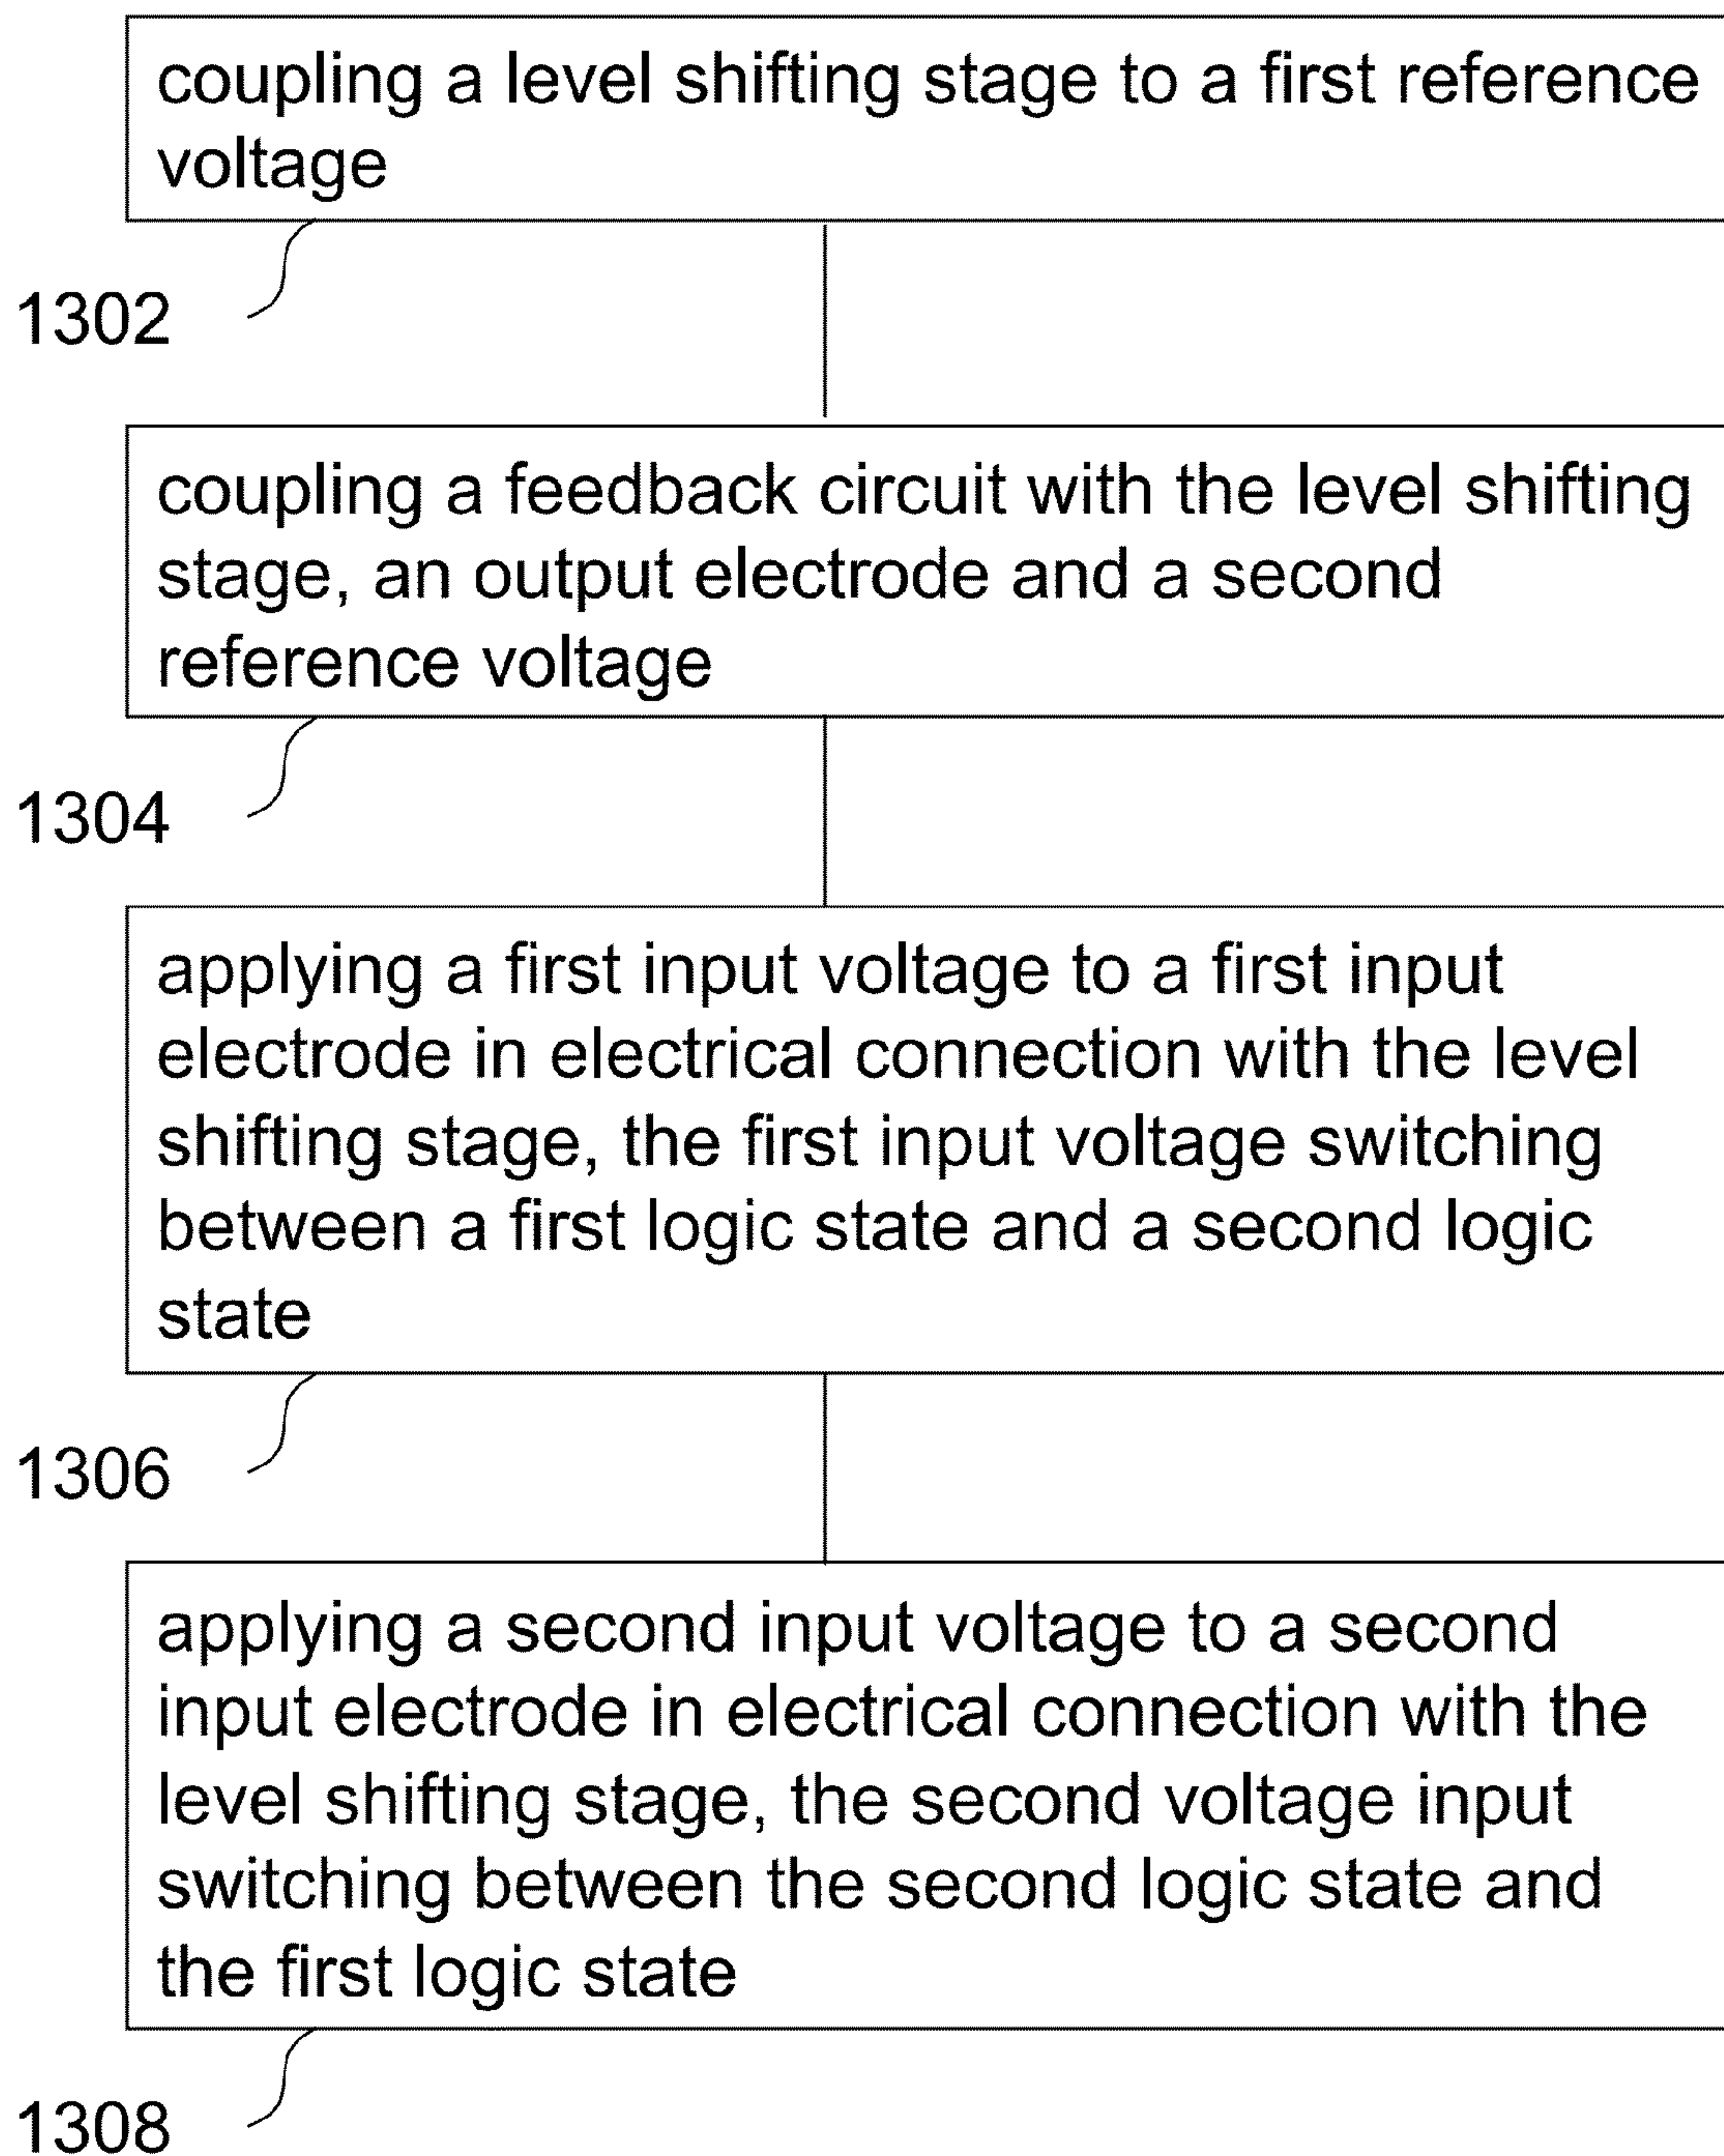 coupling a level shifting stage to a first reference
voltage
1302
coupling a feedback circuit with the level shifting
stage, an output electrode and a second
reference voltage
1304
applying a first input voltage to a first input
electrode in electrical connection with the level
shifting stage, the first input voltage switching
between a first logic state and a second logic
state
1306
applying a second input voltage to a second
input electrode in electrical connection with the
level shifting stage, the second voltage input
switching between the second logic state and
the first logic state
1308